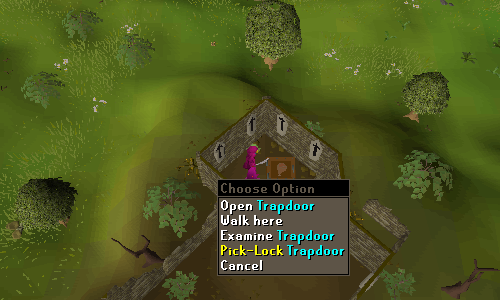 Choose Option
Open Trapdoor
Walk here
Examine Trapdoor
Pick-Lock Trapdoor
Cancel